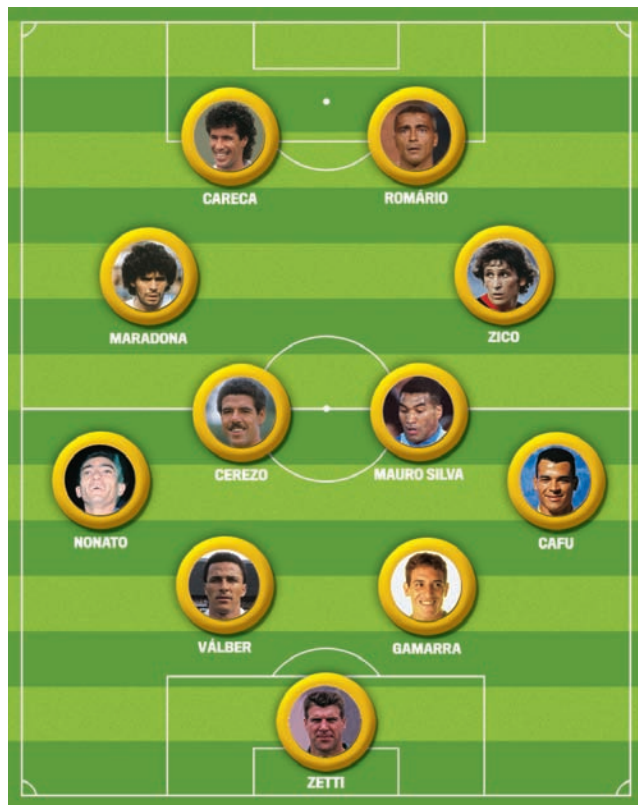 CARECA
ROMÁRIO
MARADONA
ZICO
CEREZO
MAURO SILVA
NONATO
CAFU
VÁLBER
GAMARRA
ZETTI